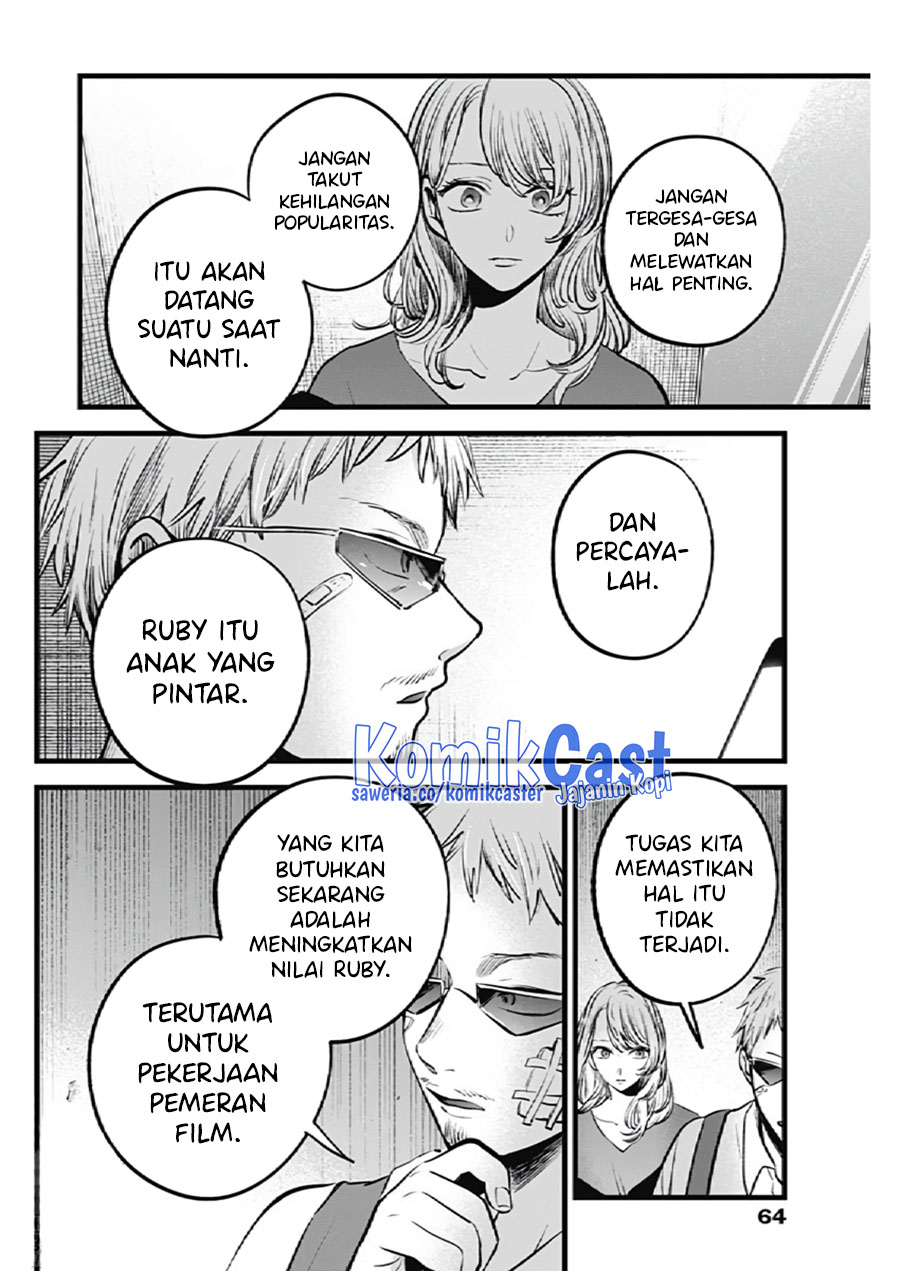 JANGAN
TERGESA-GESA
DAN
MELEWATKAN
HAL PENTING.
JANGAN
TAKUT
KEHILANGAN
POPULARITAS.
ITU AKAN
DATANG
SUATU SAAT
NANTI.
DAN
PERCAYA-
LAH.
RUBY ITU
ANAK YANG
PINTAR.
KomikCast
saweria.co/komikcaster Jajanin Kopi
TUGAS KITA
MEMASTIKAN
HAL ITU
TIDAK
TERJADI.
YANG KITA
BUTUHKAN
SEKARANG
ADALAH
MENINGKATKAN
NILAI RUBY.
TERUTAMA
UNTUK
PEKERJAAN
PEMERAN
FILM.
64